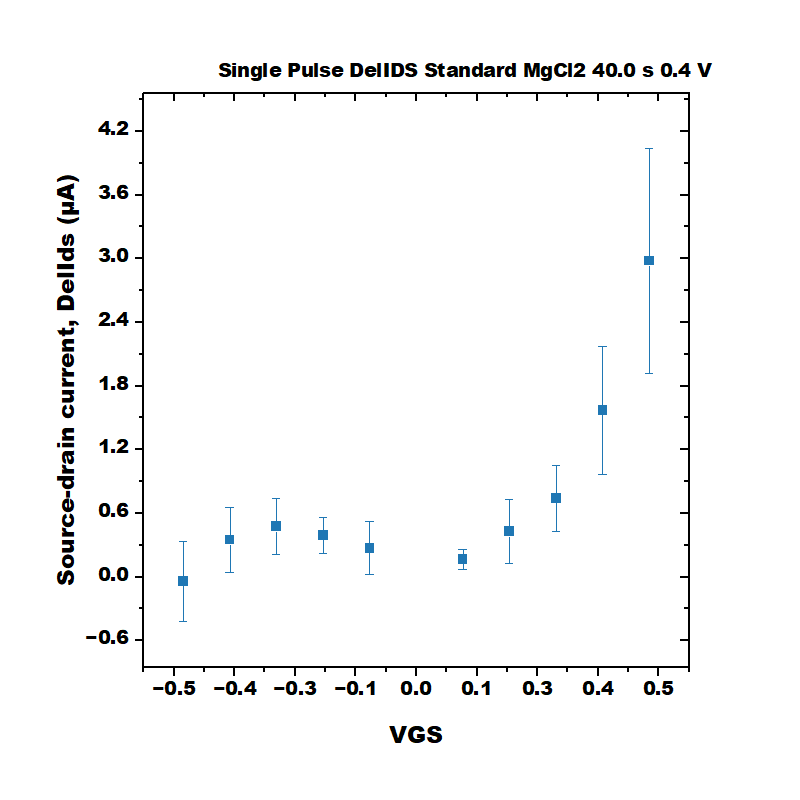 Single Pulse DelIDS Standard MgCl2 40.0 s 0.4 V
4.2
3.6
3.0
2.4
1.8
1.2
0.6
0.0
−0.6
Source-drain current, DelIds (µA)
−0.5 −0.4 −0.3 −0.1 0.0 0.1 0.3 0.4 0.5
VGS